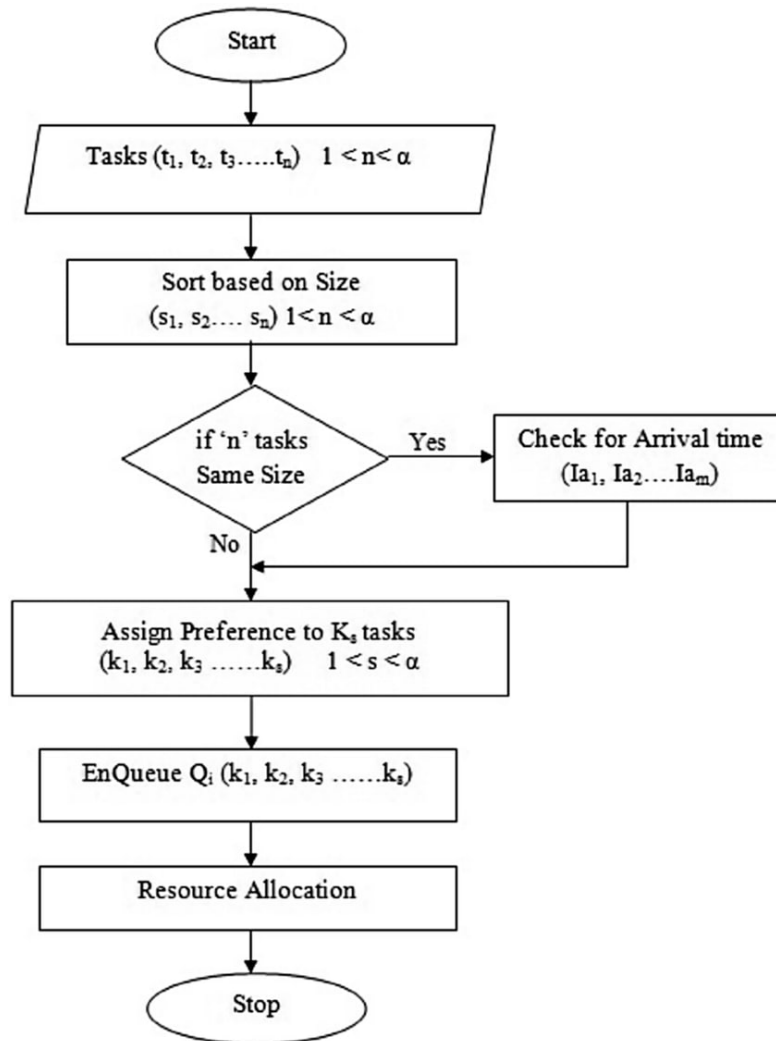 Start
Tasks (t₁, t₂, t₃.....tₙ) 1 < n< α
Sort based on Size
(s₁, s₂.... sₙ) 1< n < α
if ‘n’ tasks
Same Size
Yes
Check for Arrival time
(Ia₁, Ia₂....Iaₘ)
No
Assign Preference to Kₛ tasks
(k₁, k₂, k₃ ......kₛ) 1 < s < α
EnQueue Qᵢ (k₁, k₂, k₃ ......kₛ)
Resource Allocation
Stop